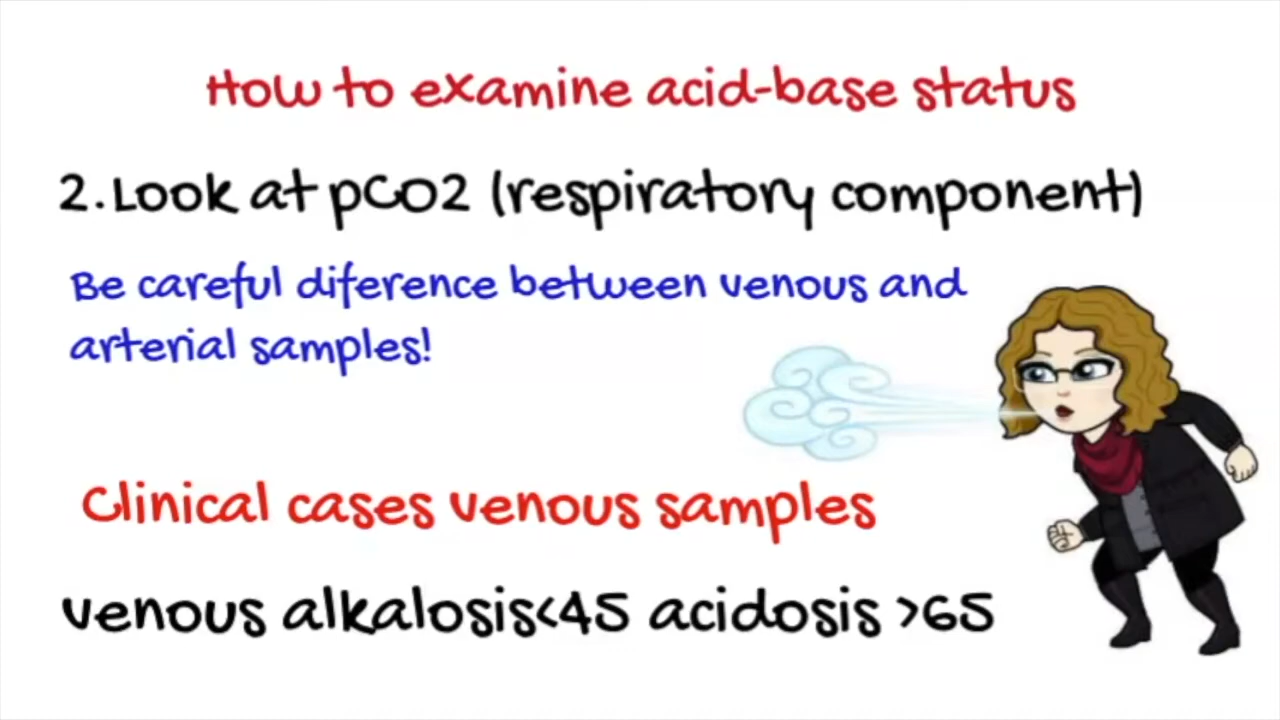 How to examine acid-base status
2. Look at pCO2 (respiratory component)
Be careful diference between venous and
arterial samples!
Clinical cases venous samples
venous alkalosis<45 acidosis >65